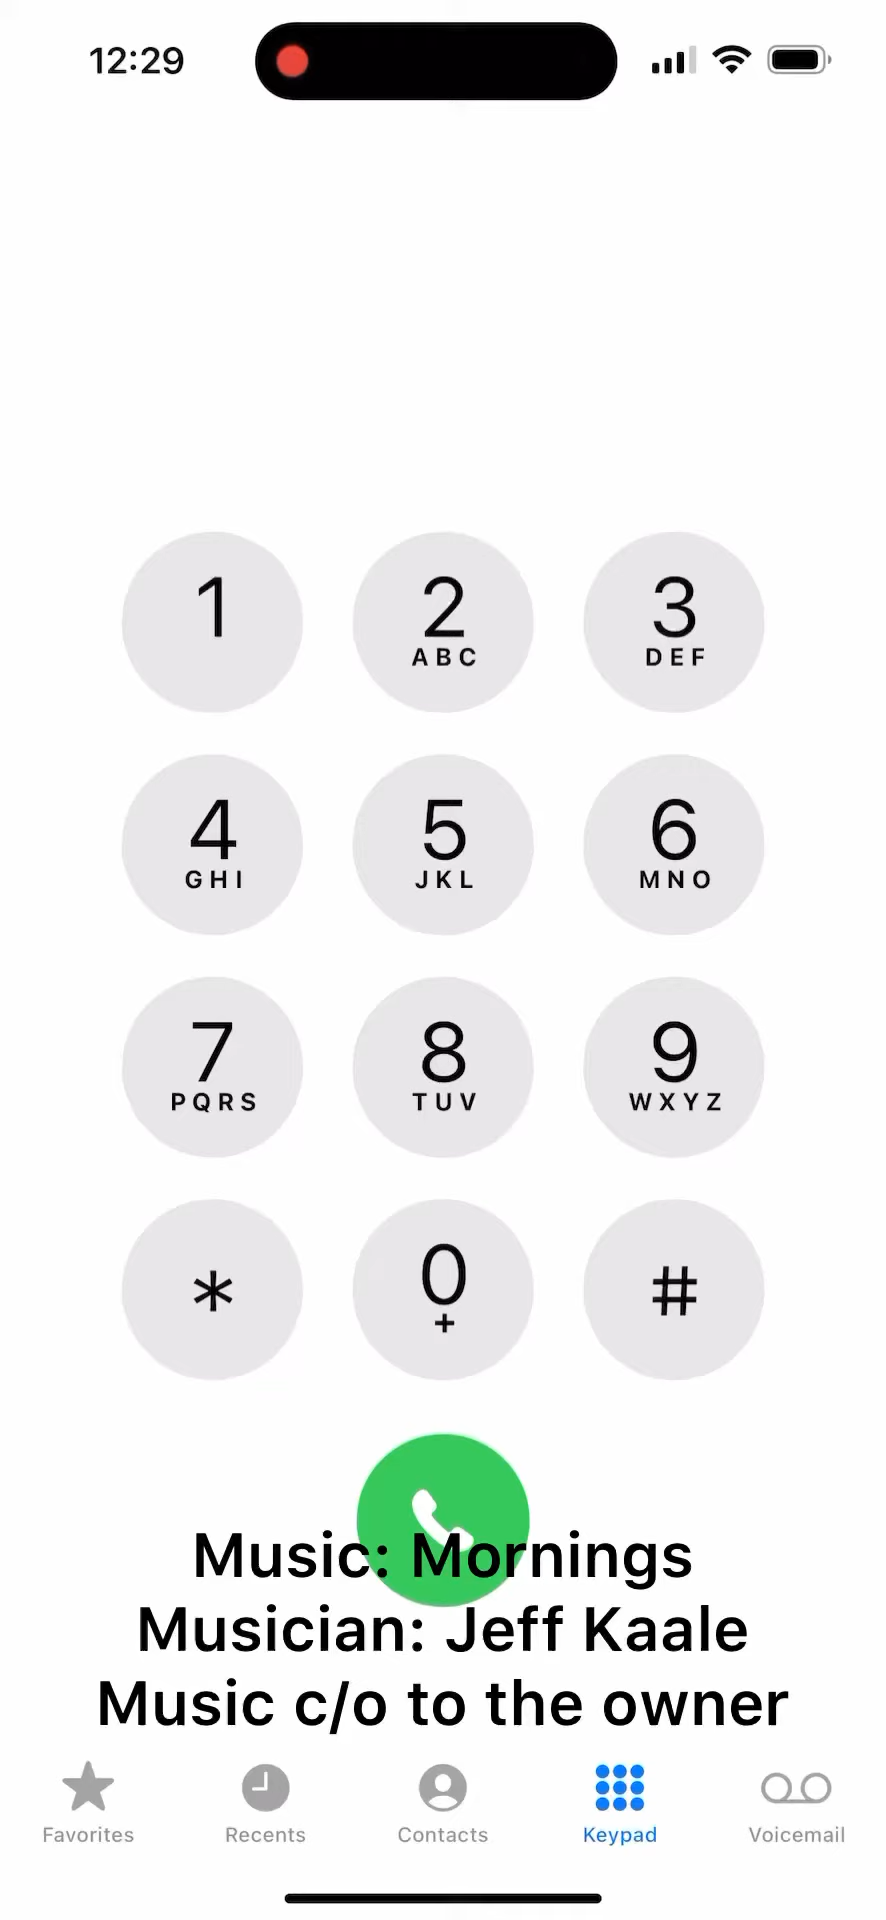 12:29
1
2
ABC
3
DEF
4
GHI
5
JKL
6
MNO
7
PQRS
8
TUV
9
WXYZ
*
0
+
#
Music: Mornings
Musician: Jeff Kaale
Music c/o to the owner
Favorites
Recents
Contacts
Keypad
Voicemail